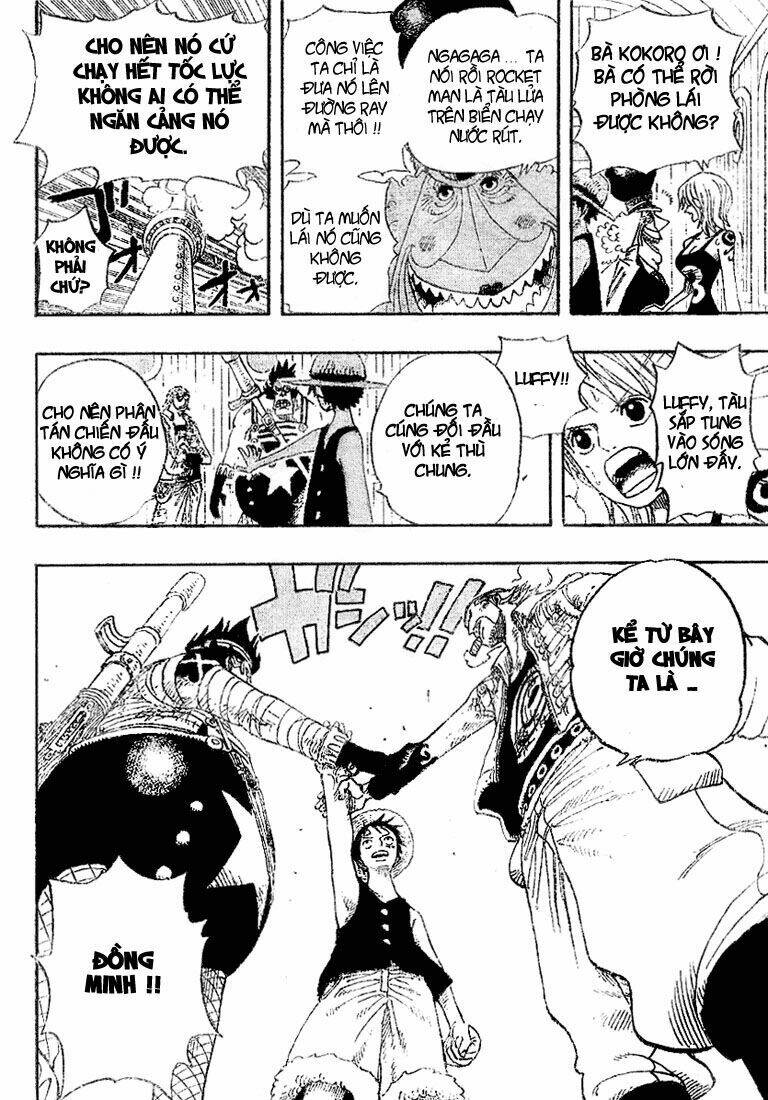 BÀ KOKORO ƠI !
BÀ CÓ THỂ RỜI
PHÒNG LÁI
ĐƯỢC KHÔNG?
NGAGAGA ... TA
NÓI RỒI ROCKET
MAN LÀ TÀU LỬA
TRÊN BIỂN CHẠY
NƯỚC RÚT.
CÔNG VIỆC
TA CHỈ LÀ
ĐƯA NÓ LÊN
ĐƯỜNG RAY
MÀ THÔI !!
DÙ TA MUỐN
LÁI NÓ CŨNG
KHÔNG
ĐƯỢC.
CHO NÊN NÓ CỨ
CHẠY HẾT TỐC LỰC
KHÔNG AI CÓ THỂ
NGĂN CẢNG NÓ
ĐƯỢC.
KHÔNG
PHẢI
CHỨ?
LUFFY, TÀU
SẮP TUNG
VÀO SÓNG
LỚN ĐẤY.
LUFFY!!
CHÚNG TA
CÚNG ĐỐI ĐẦU
VỚI KẺ THÙ
CHUNG.
CHO NÊN PHÂN
TÁN CHIẾN ĐẤU
KHÔNG CÓ Ý
NGHĨA GÌ !!
KỂ TỪ BÂY
GIỜ CHÚNG
TA LÀ ...
ガシッ!!
ĐỒNG
MINH !!